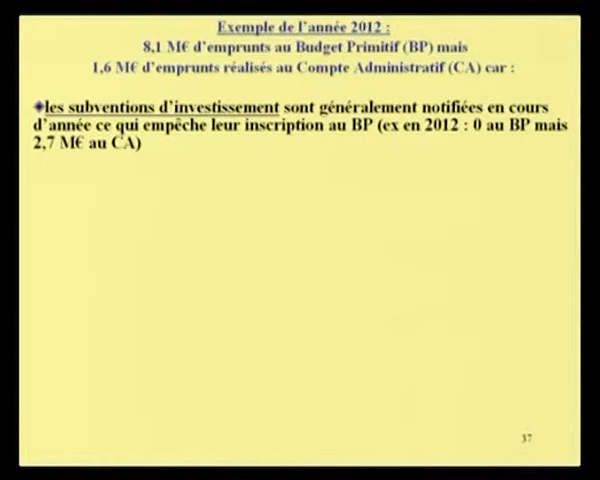 Exemple de l'année 2012 :
8,1 M€ d'emprunts au Budget Primitif (BP) mais
1,6 M€ d'emprunts réalisés au Compte Administratif (CA) car :
les subventions d'investissement sont généralement notifiées en cours
d'année ce qui empêche leur inscription au BP (ex en 2012 : 0 au BP mais
2,7 M€ au CA)
37